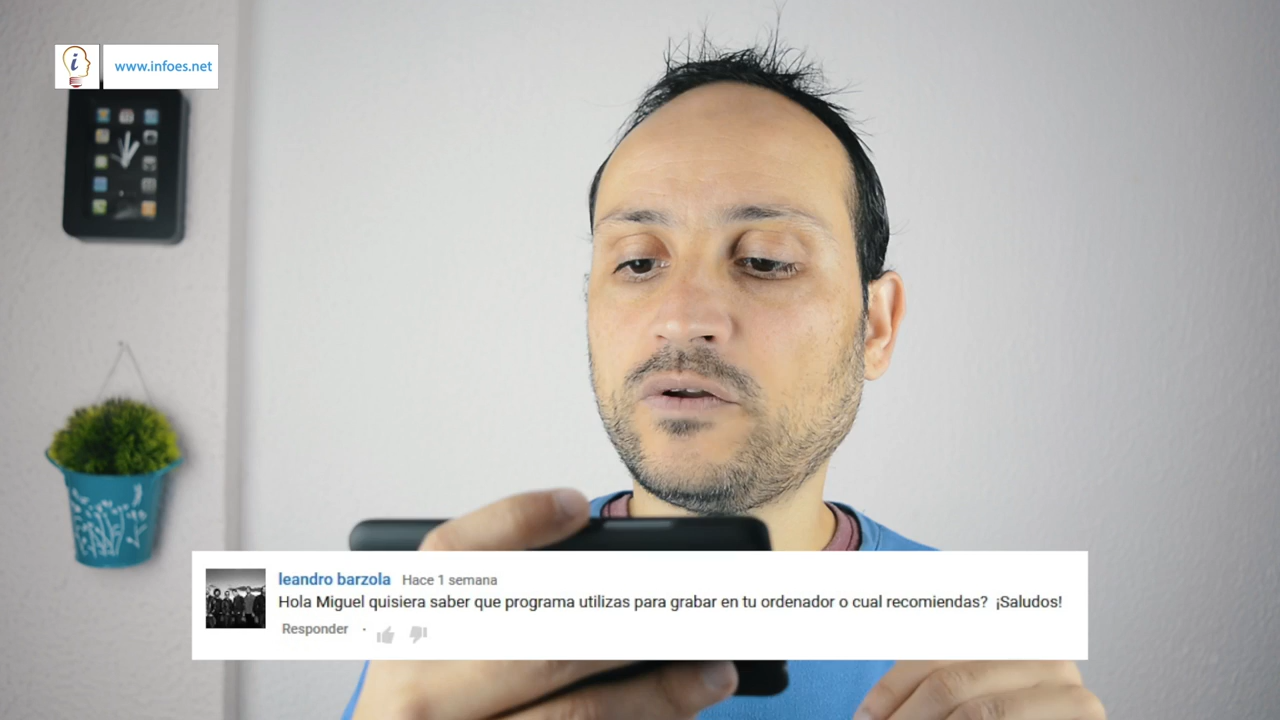 i
www.infoes.net
leandro barzola Hace 1 semana
Hola Miguel quisiera saber que programa utilizas para grabar en tu ordenador o cual recomiendas? ¡Saludos!
Responder ·